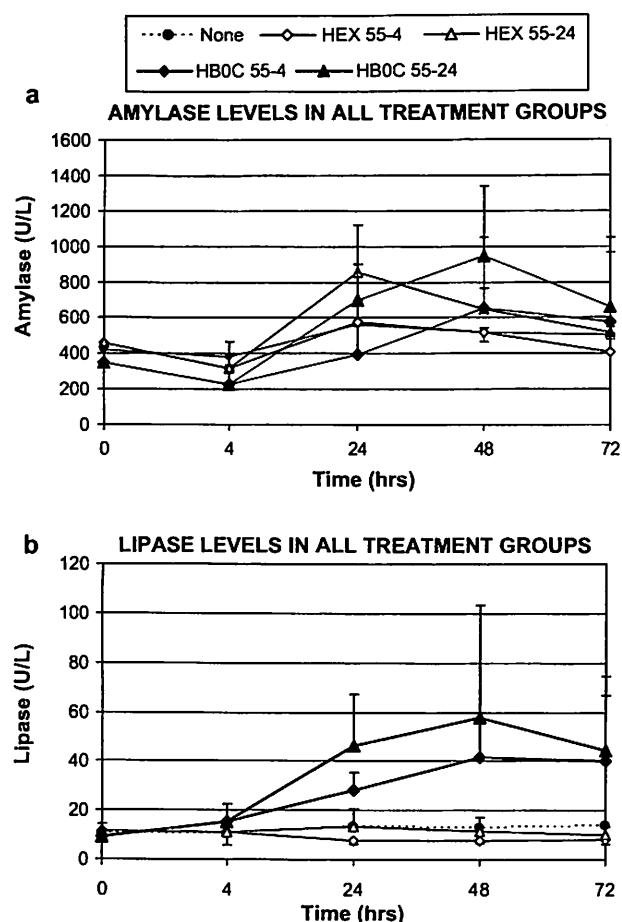 None HEX 55-4 HEX 55-24
HB0C 55-4 HB0C 55-24
a
AMYLASE LEVELS IN ALL TREATMENT GROUPS
Amylase (U/L)
1600
1400
1200
1000
800
600
400
200
0
0 4 24 48 72
Time (hrs)
b
LIPASE LEVELS IN ALL TREATMENT GROUPS
Lipase (U/L)
120
100
80
60
40
20
0
0 4 24 48 72
Time (hrs)